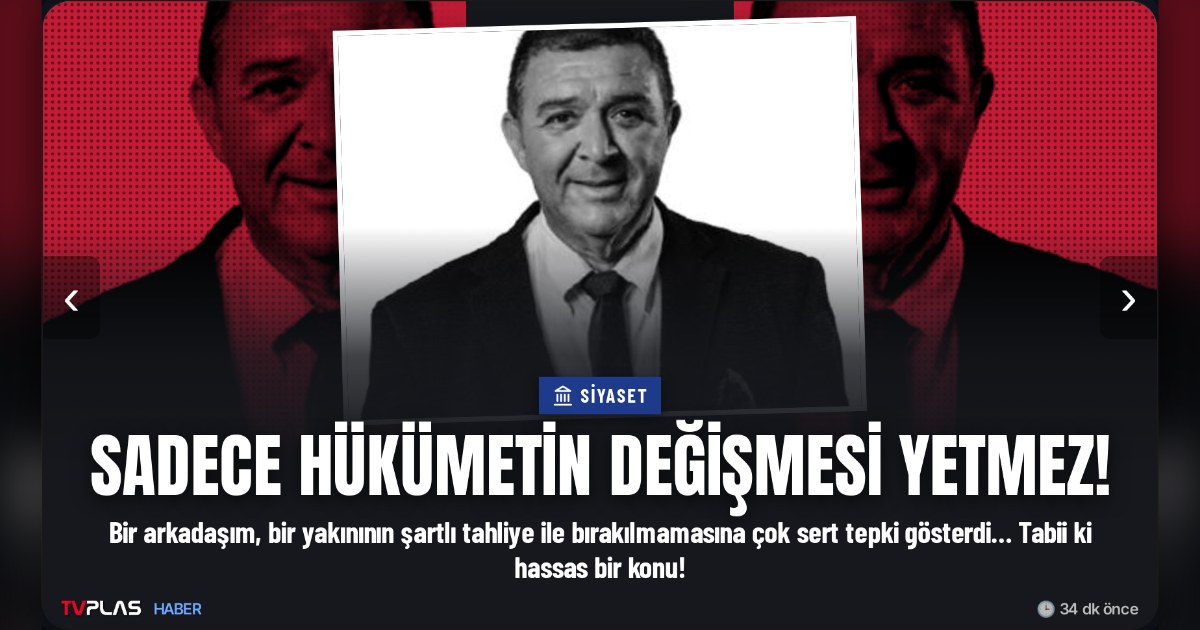 SİYASET
SADECE HÜKÜMETİN DEĞİŞMESİ YETMEZ!
Bir arkadaşım, bir yakınının şartlı tahliye ile bırakılmamasına çok sert tepki gösterdi... Tabii ki
hassas bir konu!
TVPLAS HABER
34 dk önce